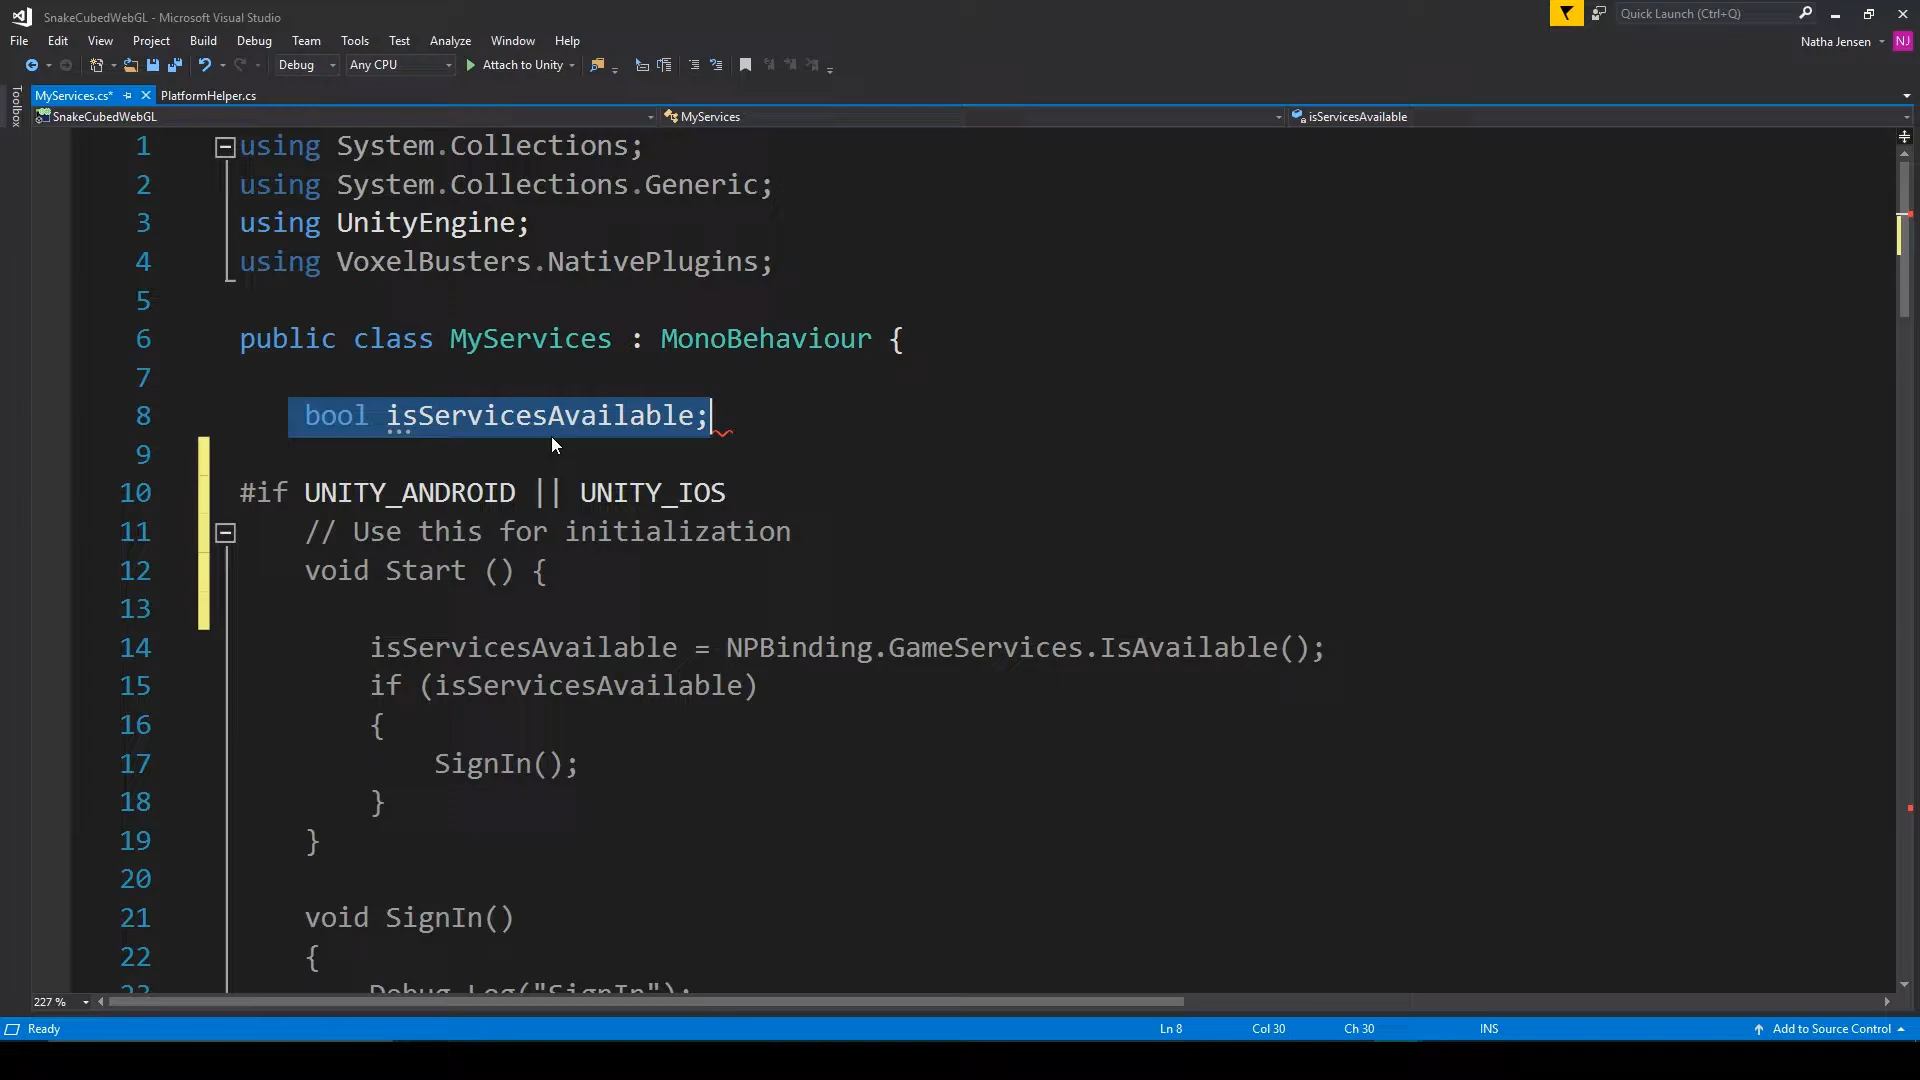 SnakeCubedWebGL - Microsoft Visual Studio
Quick Launch (Ctrl+Q)
File Edit View Project Build Debug Team Tools Test Analyze Window Help
Natha Jensen NJ
Debug Any CPU Attach to Unity
Toolbox
MyServices.cs* PlatformHelper.cs
SnakeCubedWebGL MyServices isServicesAvailable
1 using System.Collections;
2 using System.Collections.Generic;
3 using UnityEngine;
4 using VoxelBusters.NativePlugins;
5
6 public class MyServices : MonoBehaviour {
7
8 bool isServicesAvailable;
9
10 #if UNITY_ANDROID || UNITY_IOS
11 // Use this for initialization
12 void Start () {
13
14 isServicesAvailable = NPBinding.GameServices.IsAvailable();
15 if (isServicesAvailable)
16 {
17 SignIn();
18 }
19 }
20
21 void SignIn()
22 {
23 Debug.Log("SignIn");
227 %
Ready Ln 8 Col 30 Ch 30 INS Add to Source Control